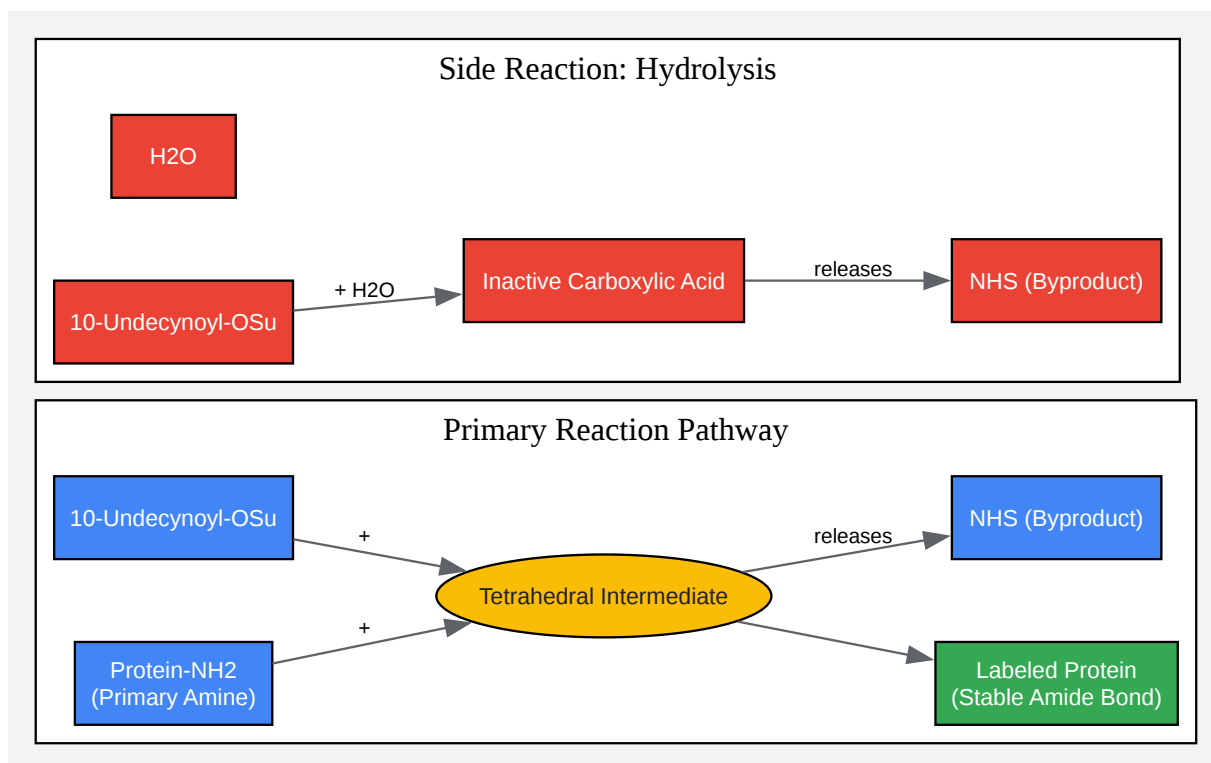 Side Reaction: Hydrolysis
H2O
10-Undecynoyl-OSu
+ H2O
Inactive Carboxylic Acid
releases
NHS (Byproduct)
Primary Reaction Pathway
10-Undecynoyl-OSu
+
Protein-NH2
(Primary Amine)
+
Tetrahedral Intermediate
releases
NHS (Byproduct)
Labeled Protein
(Stable Amide Bond)